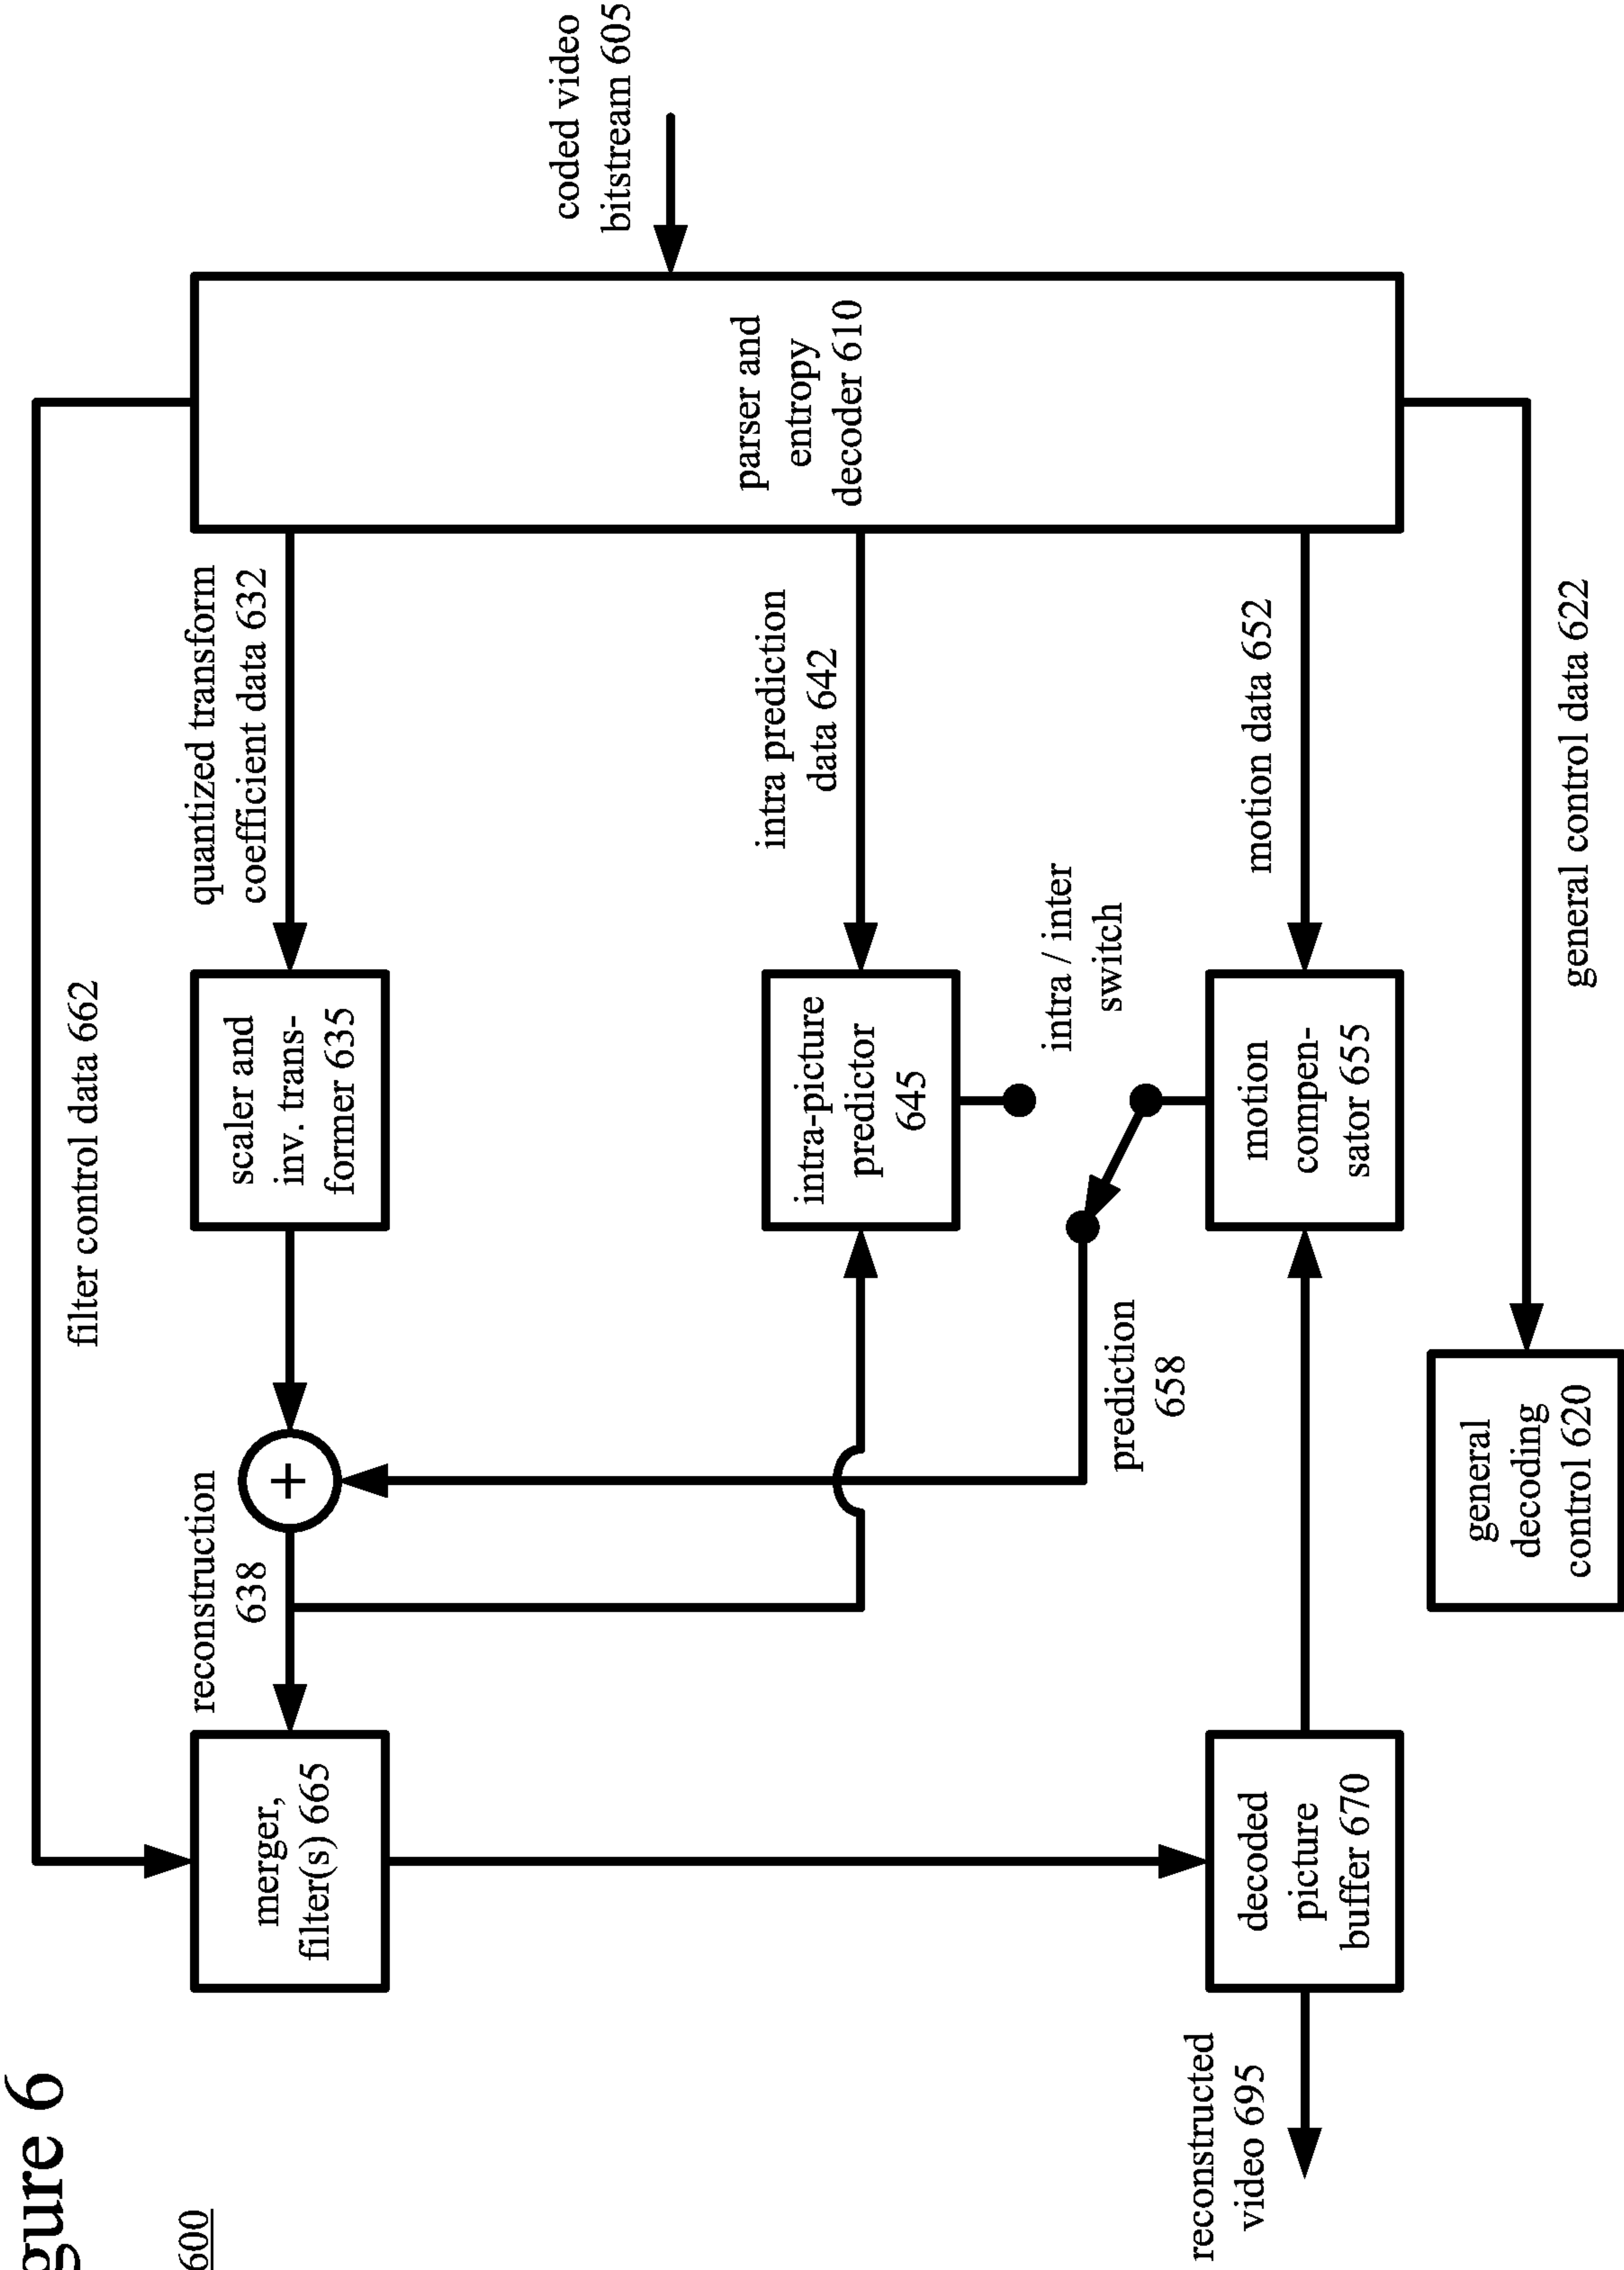 gure 6
600
coded video
bitstream 605
parser and
entropy
decoder 610
filter control data 662
quantized transform
coefficient data 632
intra prediction
data 642
motion data 652
general control data 622
scaler and
inv. trans-
former 635
intra-picture
predictor
645
intra / inter
switch
motion
compen-
sator 655
prediction
658
general
decoding
control 620
+
reconstruction
638
merger,
filter(s) 665
decoded
picture
buffer 670
reconstructed
video 695